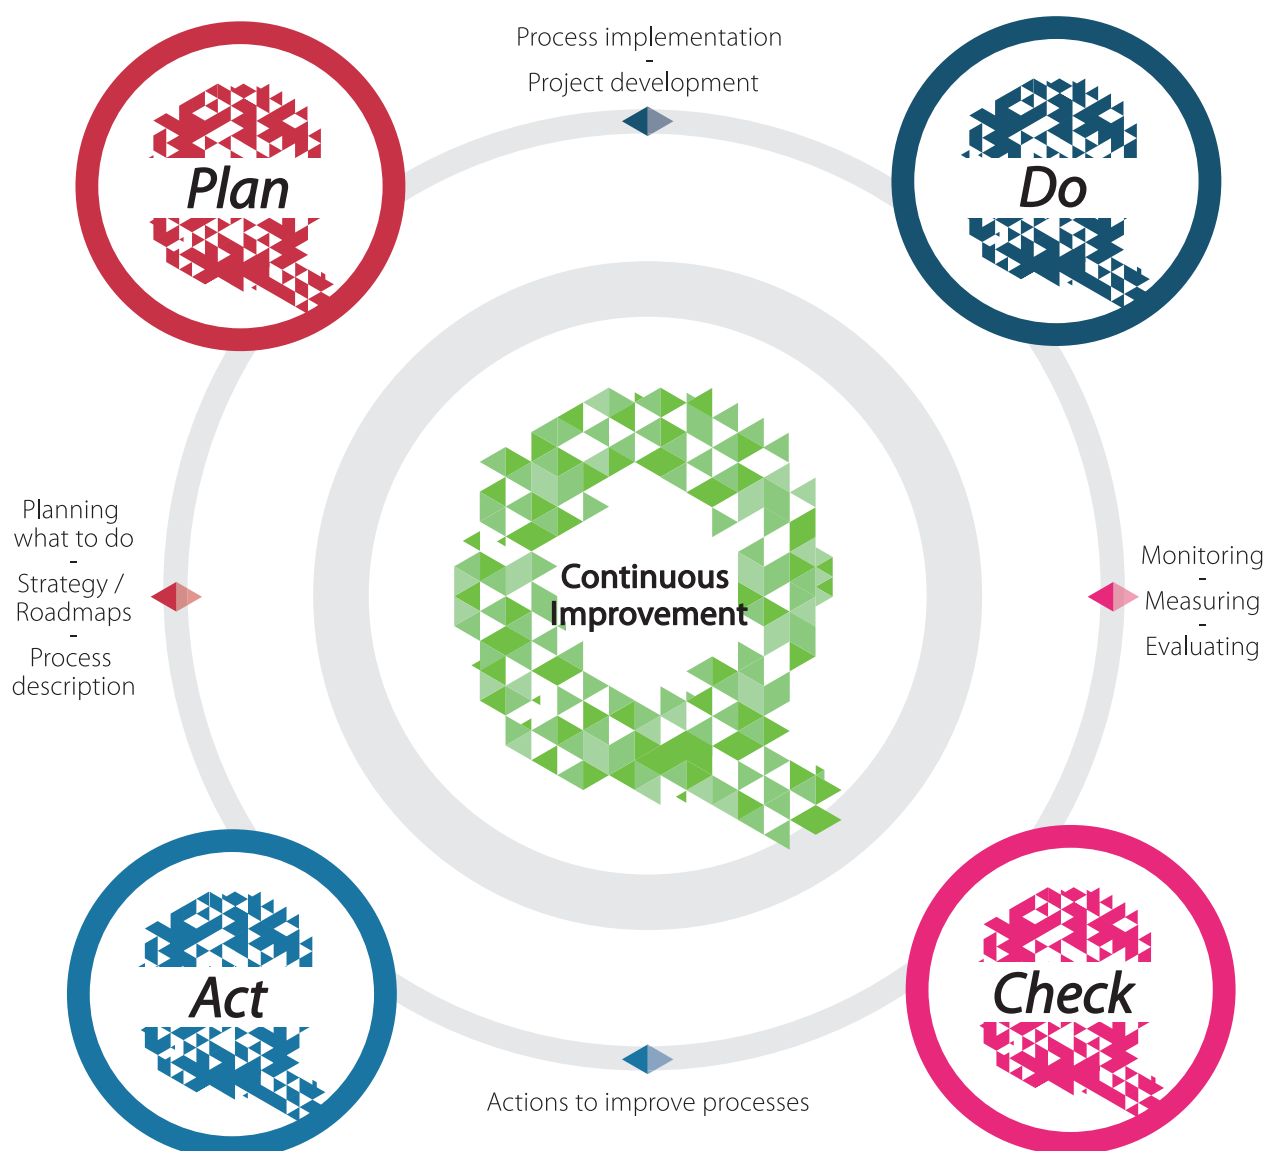 Process implementation
-
Project development
Plan
Do
Planning
what to do
-
Strategy /
Roadmaps
-
Process
description
Continuous
Improvement
Monitoring
-
Measuring
-
Evaluating
Act
Check
Actions to improve processes